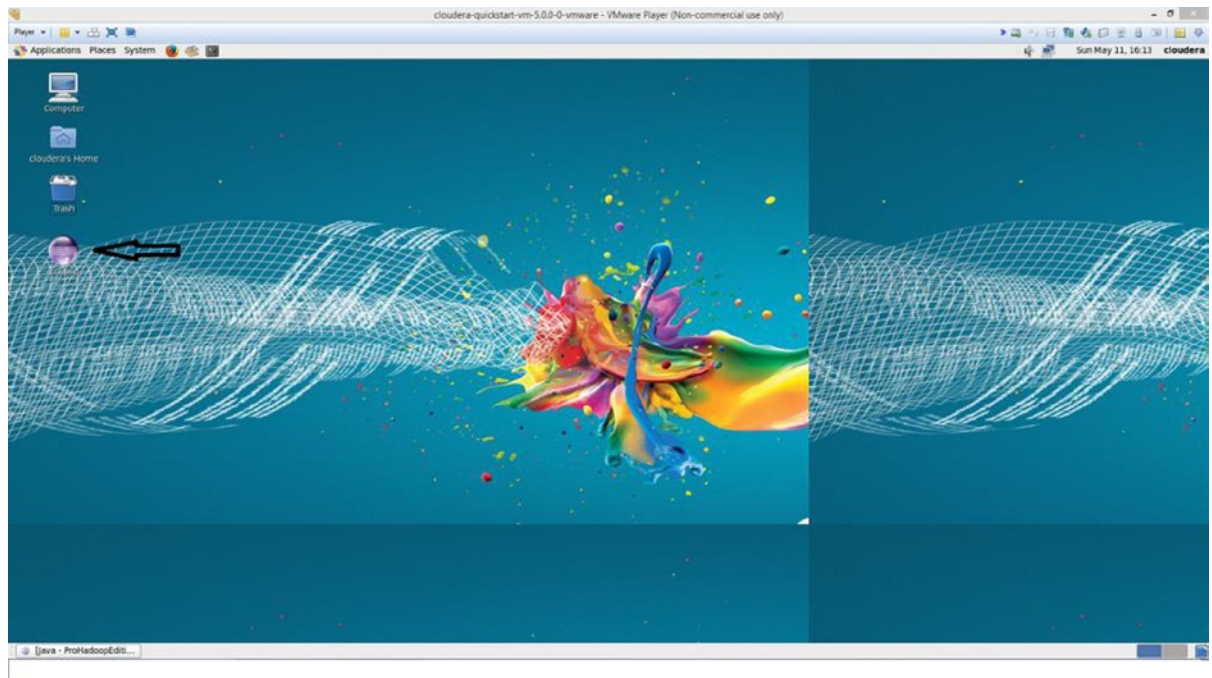 cloudera-quickstart-vm-5.0.0-0-vmware - VMware Player (Non-commercial use only)
Player
Applications Places System
Sun May 11, 16:13 cloudera
Computer
cloudera's Home
Trash
[Java - ProHadoopEditi...